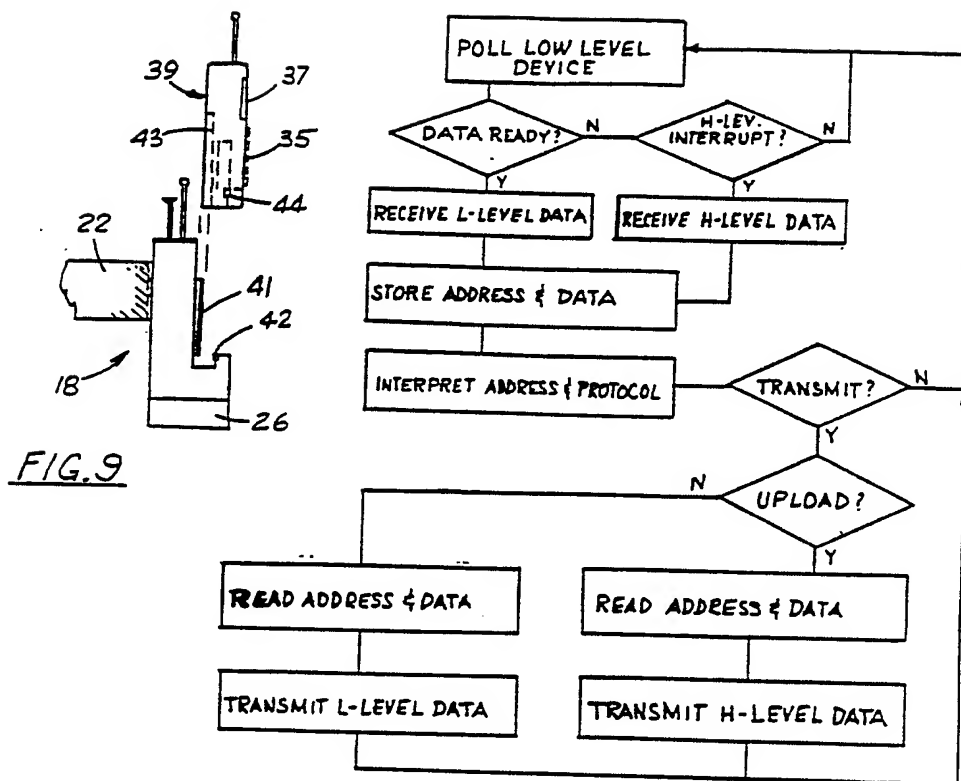 39
37
43
35
44
22
41
42
18
26
FIG.9
POLL LOW LEVEL
DEVICE
DATA READY?
N
H-LEV.
INTERRUPT?
N
Y
Y
RECEIVE L-LEVEL DATA
RECEIVE H-LEVEL DATA
STORE ADDRESS & DATA
INTERPRET ADDRESS & PROTOCOL
TRANSMIT?
N
Y
N
UPLOAD?
Y
READ ADDRESS & DATA
READ ADDRESS & DATA
TRANSMIT L-LEVEL DATA
TRANSMIT H-LEVEL DATA